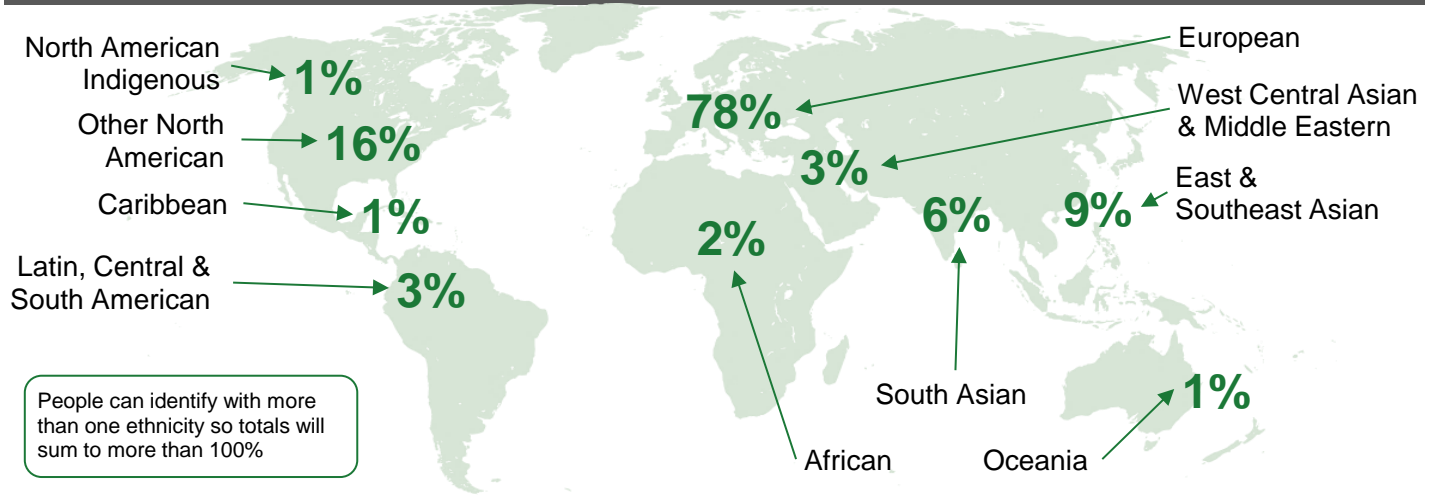 North American
Indigenous
1%
Other North
American
16%
Caribbean
1%
Latin, Central &
South American
3%
People can identify with more
than one ethnicity so totals will
sum to more than 100%
European
78%
West Central Asian
& Middle Eastern
3%
East &
Southeast Asian
9%
6%
South Asian
2%
African
1%
Oceania